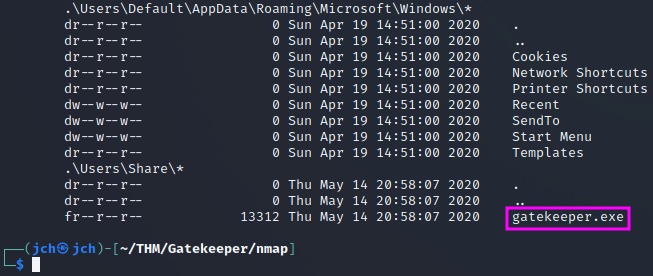 .\Users\Default\AppData\Roaming\Microsoft\Windows\*
dr--r--r-- 0 Sun Apr 19 14:51:00 2020 .
dr--r--r-- 0 Sun Apr 19 14:51:00 2020 ..
dr--r--r-- 0 Sun Apr 19 14:51:00 2020 Cookies
dr--r--r-- 0 Sun Apr 19 14:51:00 2020 Network Shortcuts
dr--r--r-- 0 Sun Apr 19 14:51:00 2020 Printer Shortcuts
dw--w--w-- 0 Sun Apr 19 14:51:00 2020 Recent
dw--w--w-- 0 Sun Apr 19 14:51:00 2020 SendTo
dw--w--w-- 0 Sun Apr 19 14:51:00 2020 Start Menu
dr--r--r-- 0 Sun Apr 19 14:51:00 2020 Templates
.\Users\Share\*
dr--r--r-- 0 Thu May 14 20:58:07 2020 .
dr--r--r-- 0 Thu May 14 20:58:07 2020 ..
fr--r--r-- 13312 Thu May 14 20:58:07 2020 gatekeeper.exe
┌──(jch㉿jch)-[~/THM/Gatekeeper/nmap]
└─$